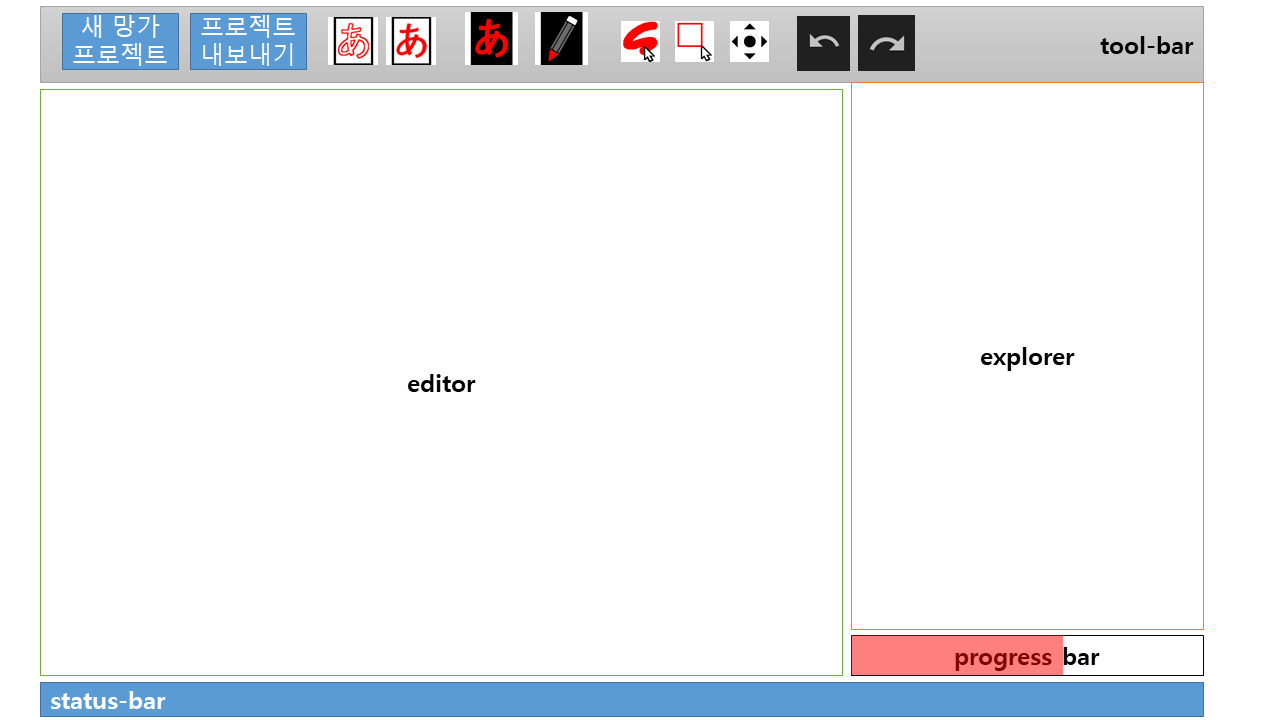 새 망가
프로젝트
프로젝트
내보내기
あ
あ
あ
tool-bar
editor
explorer
progress bar
status-bar